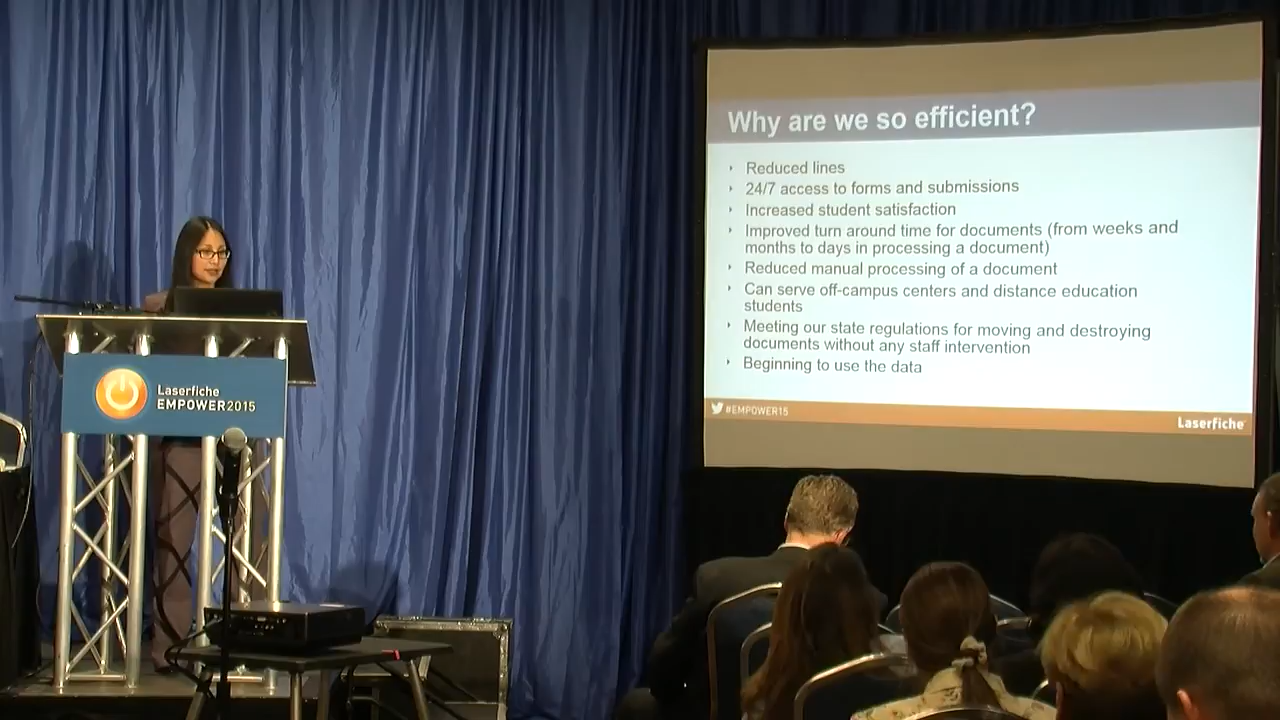 Why are we so efficient?
Reduced lines
24/7 access to forms and submissions
Increased student satisfaction
Improved turn around time for documents (from weeks and
months to days in processing a document)
Reduced manual processing of a document
Can serve off-campus centers and distance education
students
Meeting our state regulations for moving and destroying
documents without any staff intervention
Beginning to use the data
#EMPOWER15
Laserfiche
Laserfiche
EMPOWER2015